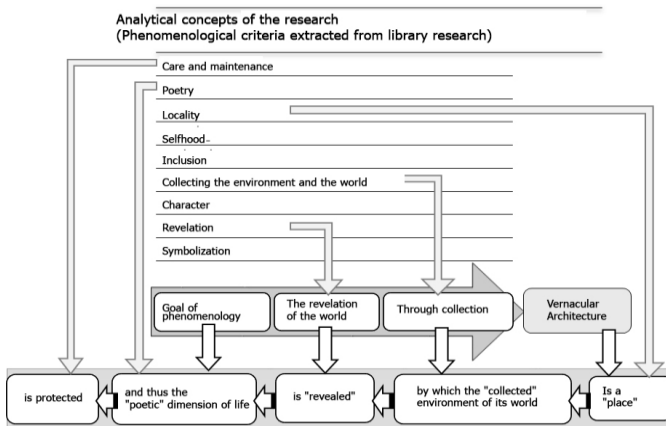 Analytical concepts of the research
(Phenomenological criteria extracted from library research)
Care and maintenance
Poetry
Locality
Selfhood
Inclusion
Collecting the environment and the world
Character
Revelation
Symbolization
Goal of
phenomenology
The revelation
of the world
Through collection
Vernacular
Architecture
is protected
and thus the
"poetic" dimension of life
is "revealed"
by which the "collected"
environment of its world
Is a
"place"